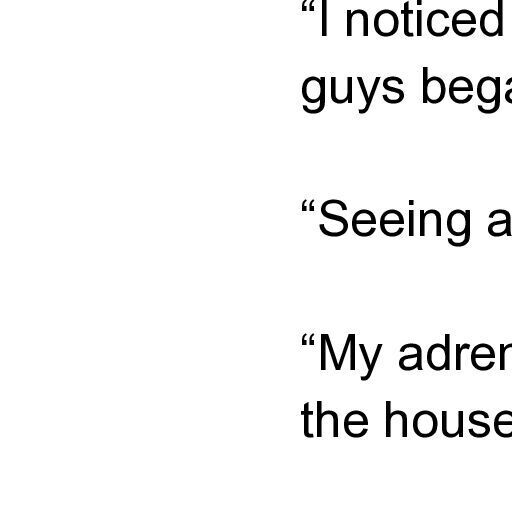 “I noticed
guys bega
“Seeing a
“My adren
the house